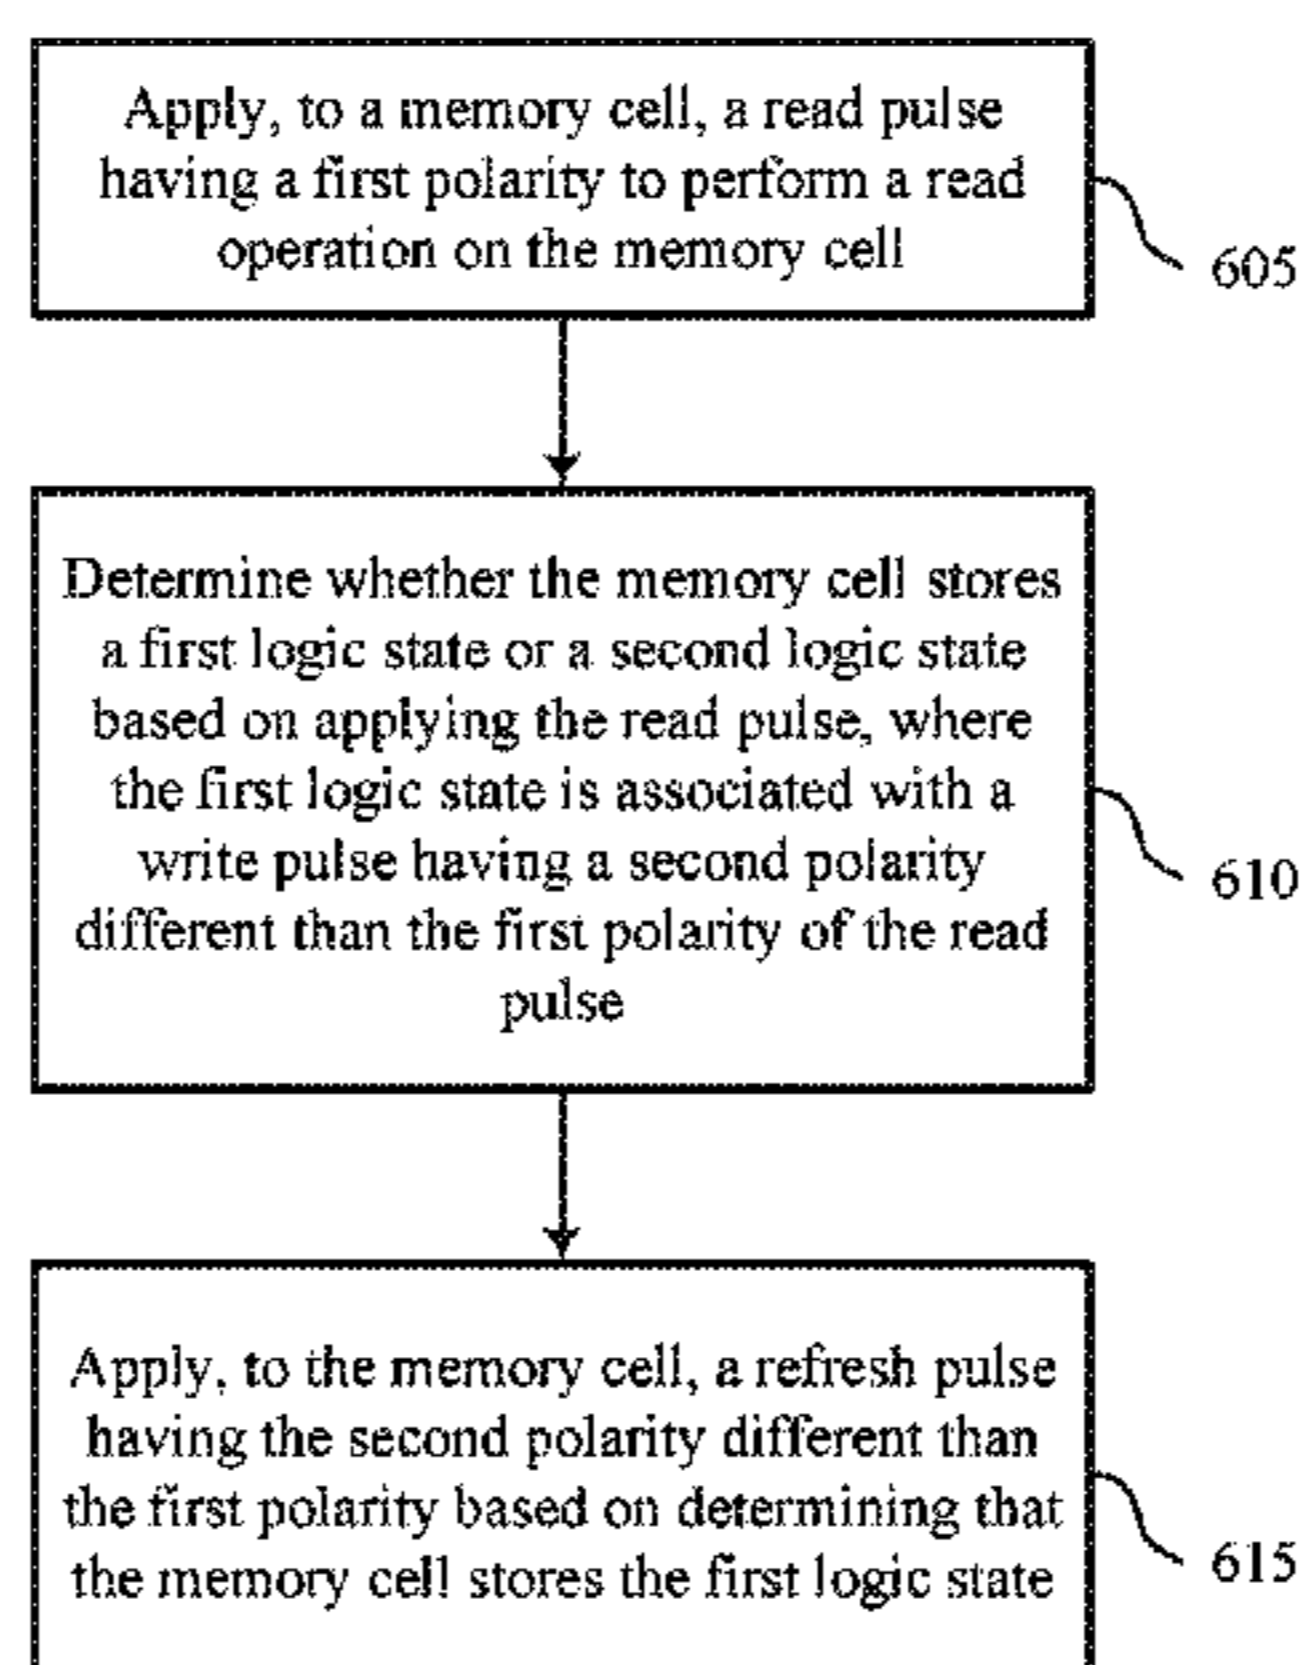 Apply, to a memory cell, a read pulse
having a first polarity to perform a read
operation on the memory cell
605
Determine whether the memory cell stores
a first logic state or a second logic state
based on applying the read pulse, where
the first logic state is associated with a
write pulse having a second polarity
different than the first polarity of the read
pulse
610
Apply, to the memory cell, a refresh pulse
having the second polarity different than
the first polarity based on determining that
the memory cell stores the first logic state
615